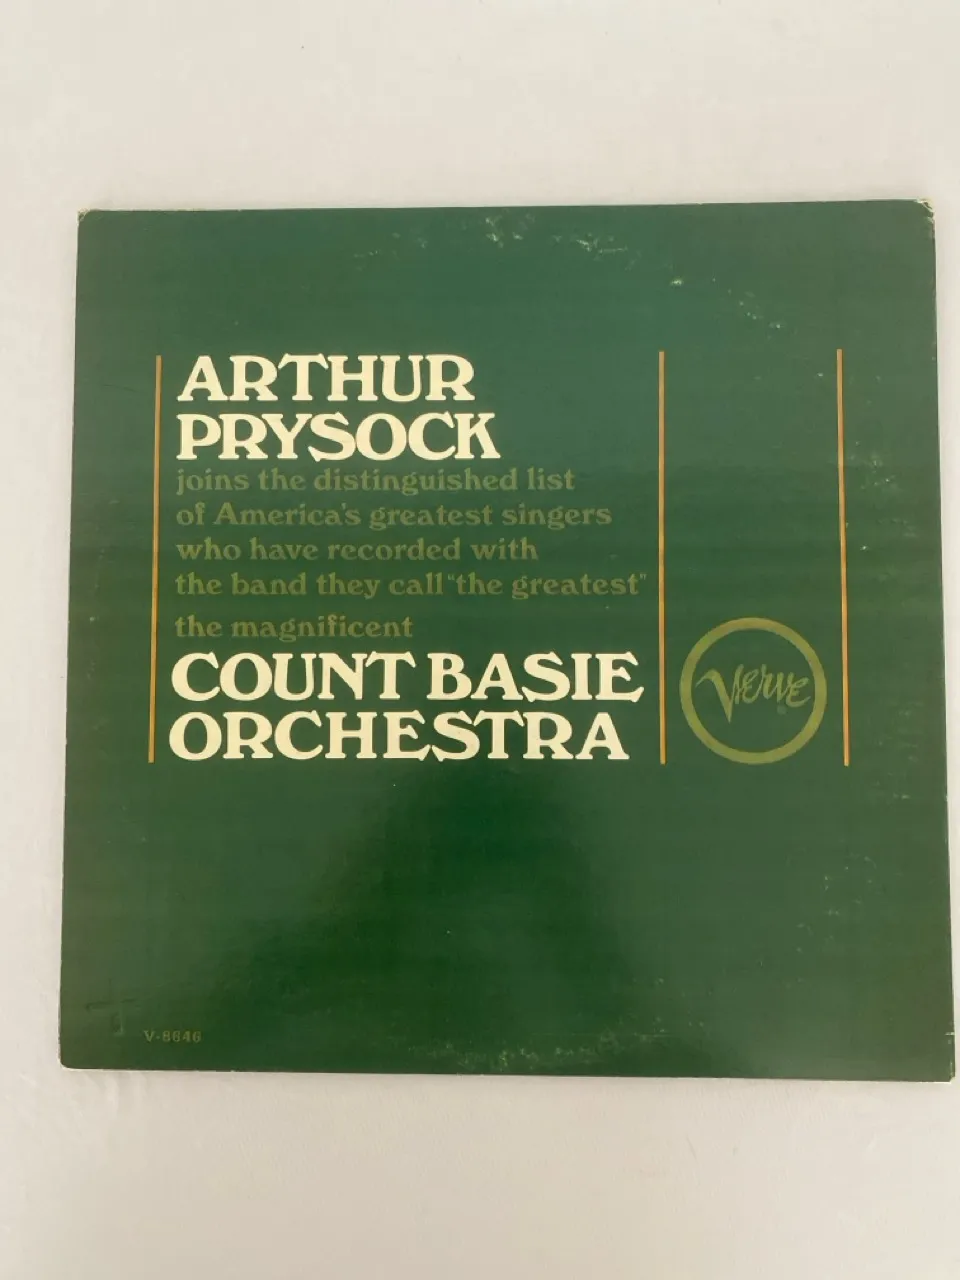 ARTHUR
PRYSOCK
joins the distinguished list
of America's greatest singers
who have recorded with
the band they call "the greatest"
the magnificent
COUNT BASIE
ORCHESTRA
Verve
V-8646